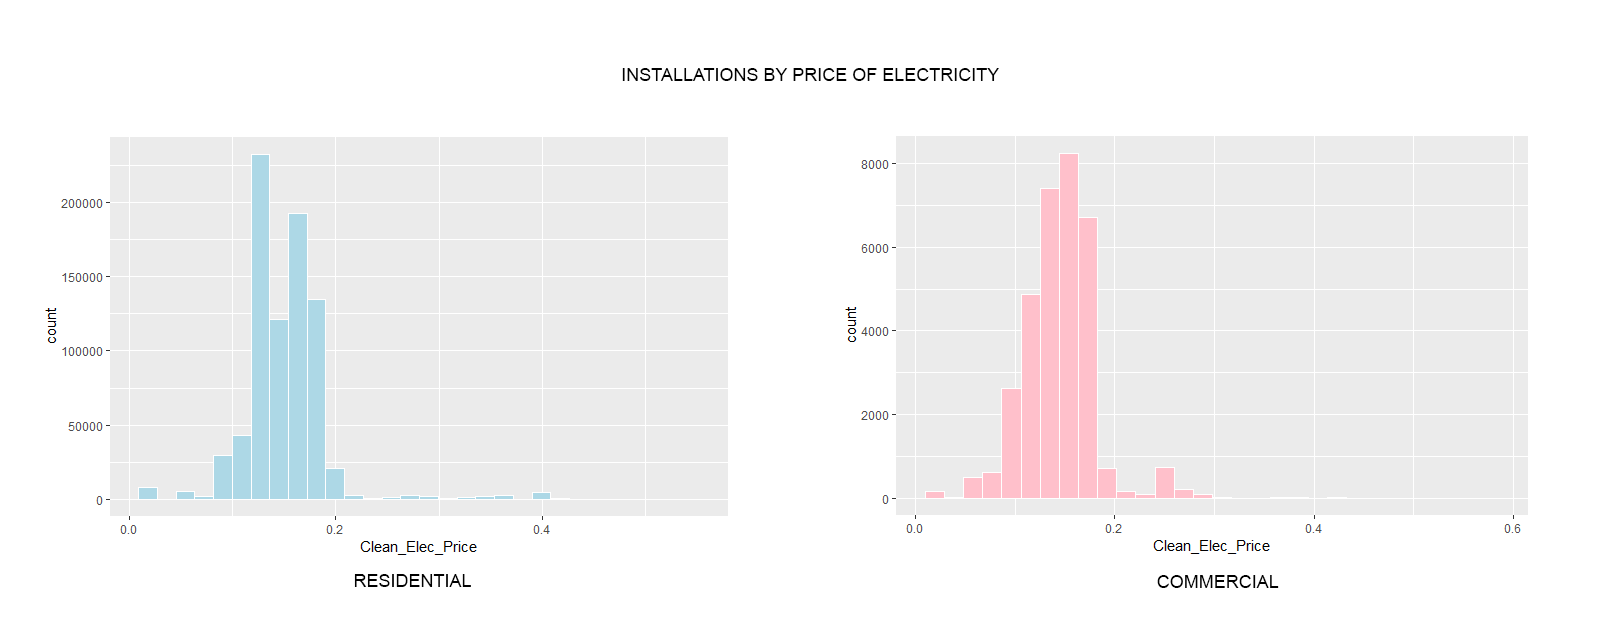 INSTALLATIONS BY PRICE OF ELECTRICITY
count
200000
150000
100000
50000
0
0.0
0.2
0.4
Clean_Elec_Price
RESIDENTIAL
count
8000
6000
4000
2000
0
0.0
0.2
0.4
0.6
Clean_Elec_Price
COMMERCIAL